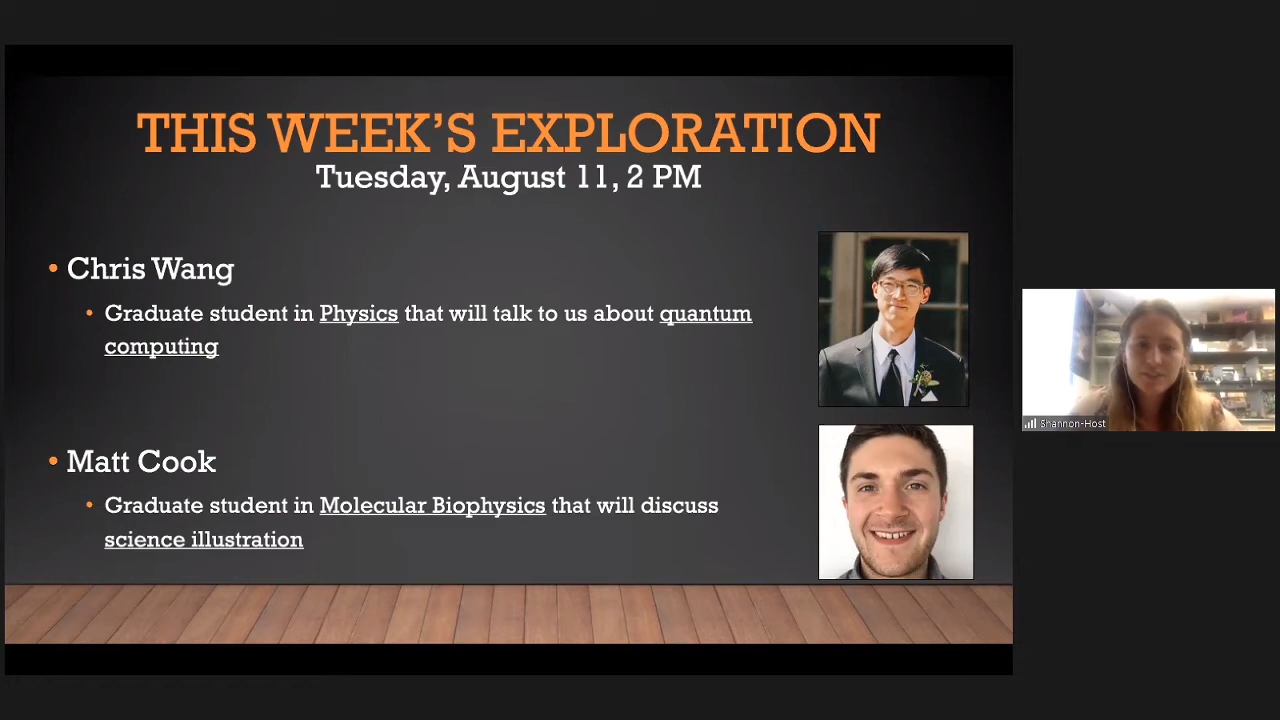 THIS WEEK'S EXPLORATION
Tuesday, August 11, 2 PM
• Chris Wang
• Graduate student in Physics that will talk to us about quantum
computing
• Matt Cook
• Graduate student in Molecular Biophysics that will discuss
science illustration
Shannon-Host